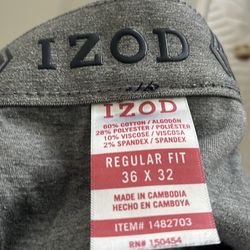 IZOD
IZOD
60% COTTON / ALGODON
28% POLYESTER / POLIÉSTER
10% VISCOSE / VISCOSA
2% SPANDEX / SPANDEX
REGULAR FIT
36 X 32
MADE IN CAMBODIA
HECHO EN CAMBOYA
ITEM# 1482703
RN# 150454